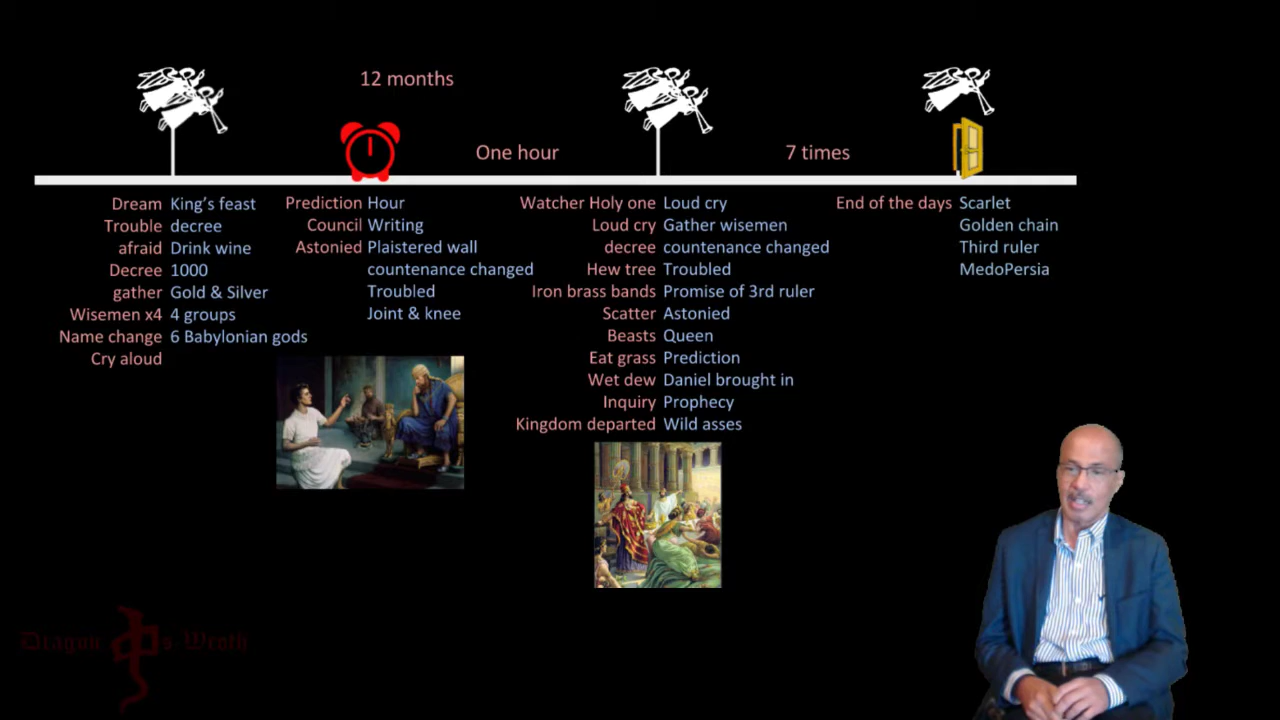 12 months
One hour
7 times
Dream King's feast
Trouble decree
afraid Drink wine
Decree 1000
gather Gold & Silver
Wisemen x4 4 groups
Name change 6 Babylonian gods
Cry aloud
Prediction Hour
Council Writing
Astonied Plaistered wall
countenance changed
Troubled
Joint & knee
Watcher Holy one Loud cry
Loud cry Gather wisemen
decree countenance changed
Hew tree Troubled
Iron brass bands Promise of 3rd ruler
Scatter Astonied
Beasts Queen
Eat grass Prediction
Wet dew Daniel brought in
Inquiry Prophecy
Kingdom departed Wild asses
End of the days Scarlet
Golden chain
Third ruler
MedoPersia